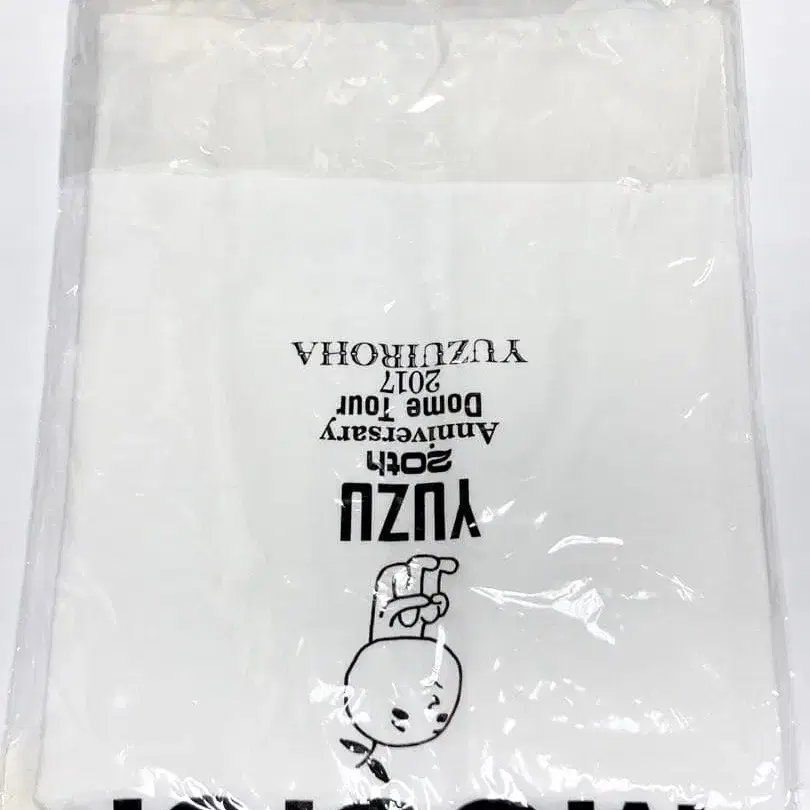 YUZU
20th
Anniversary
Dome Tour
2017
YUZUIROHA